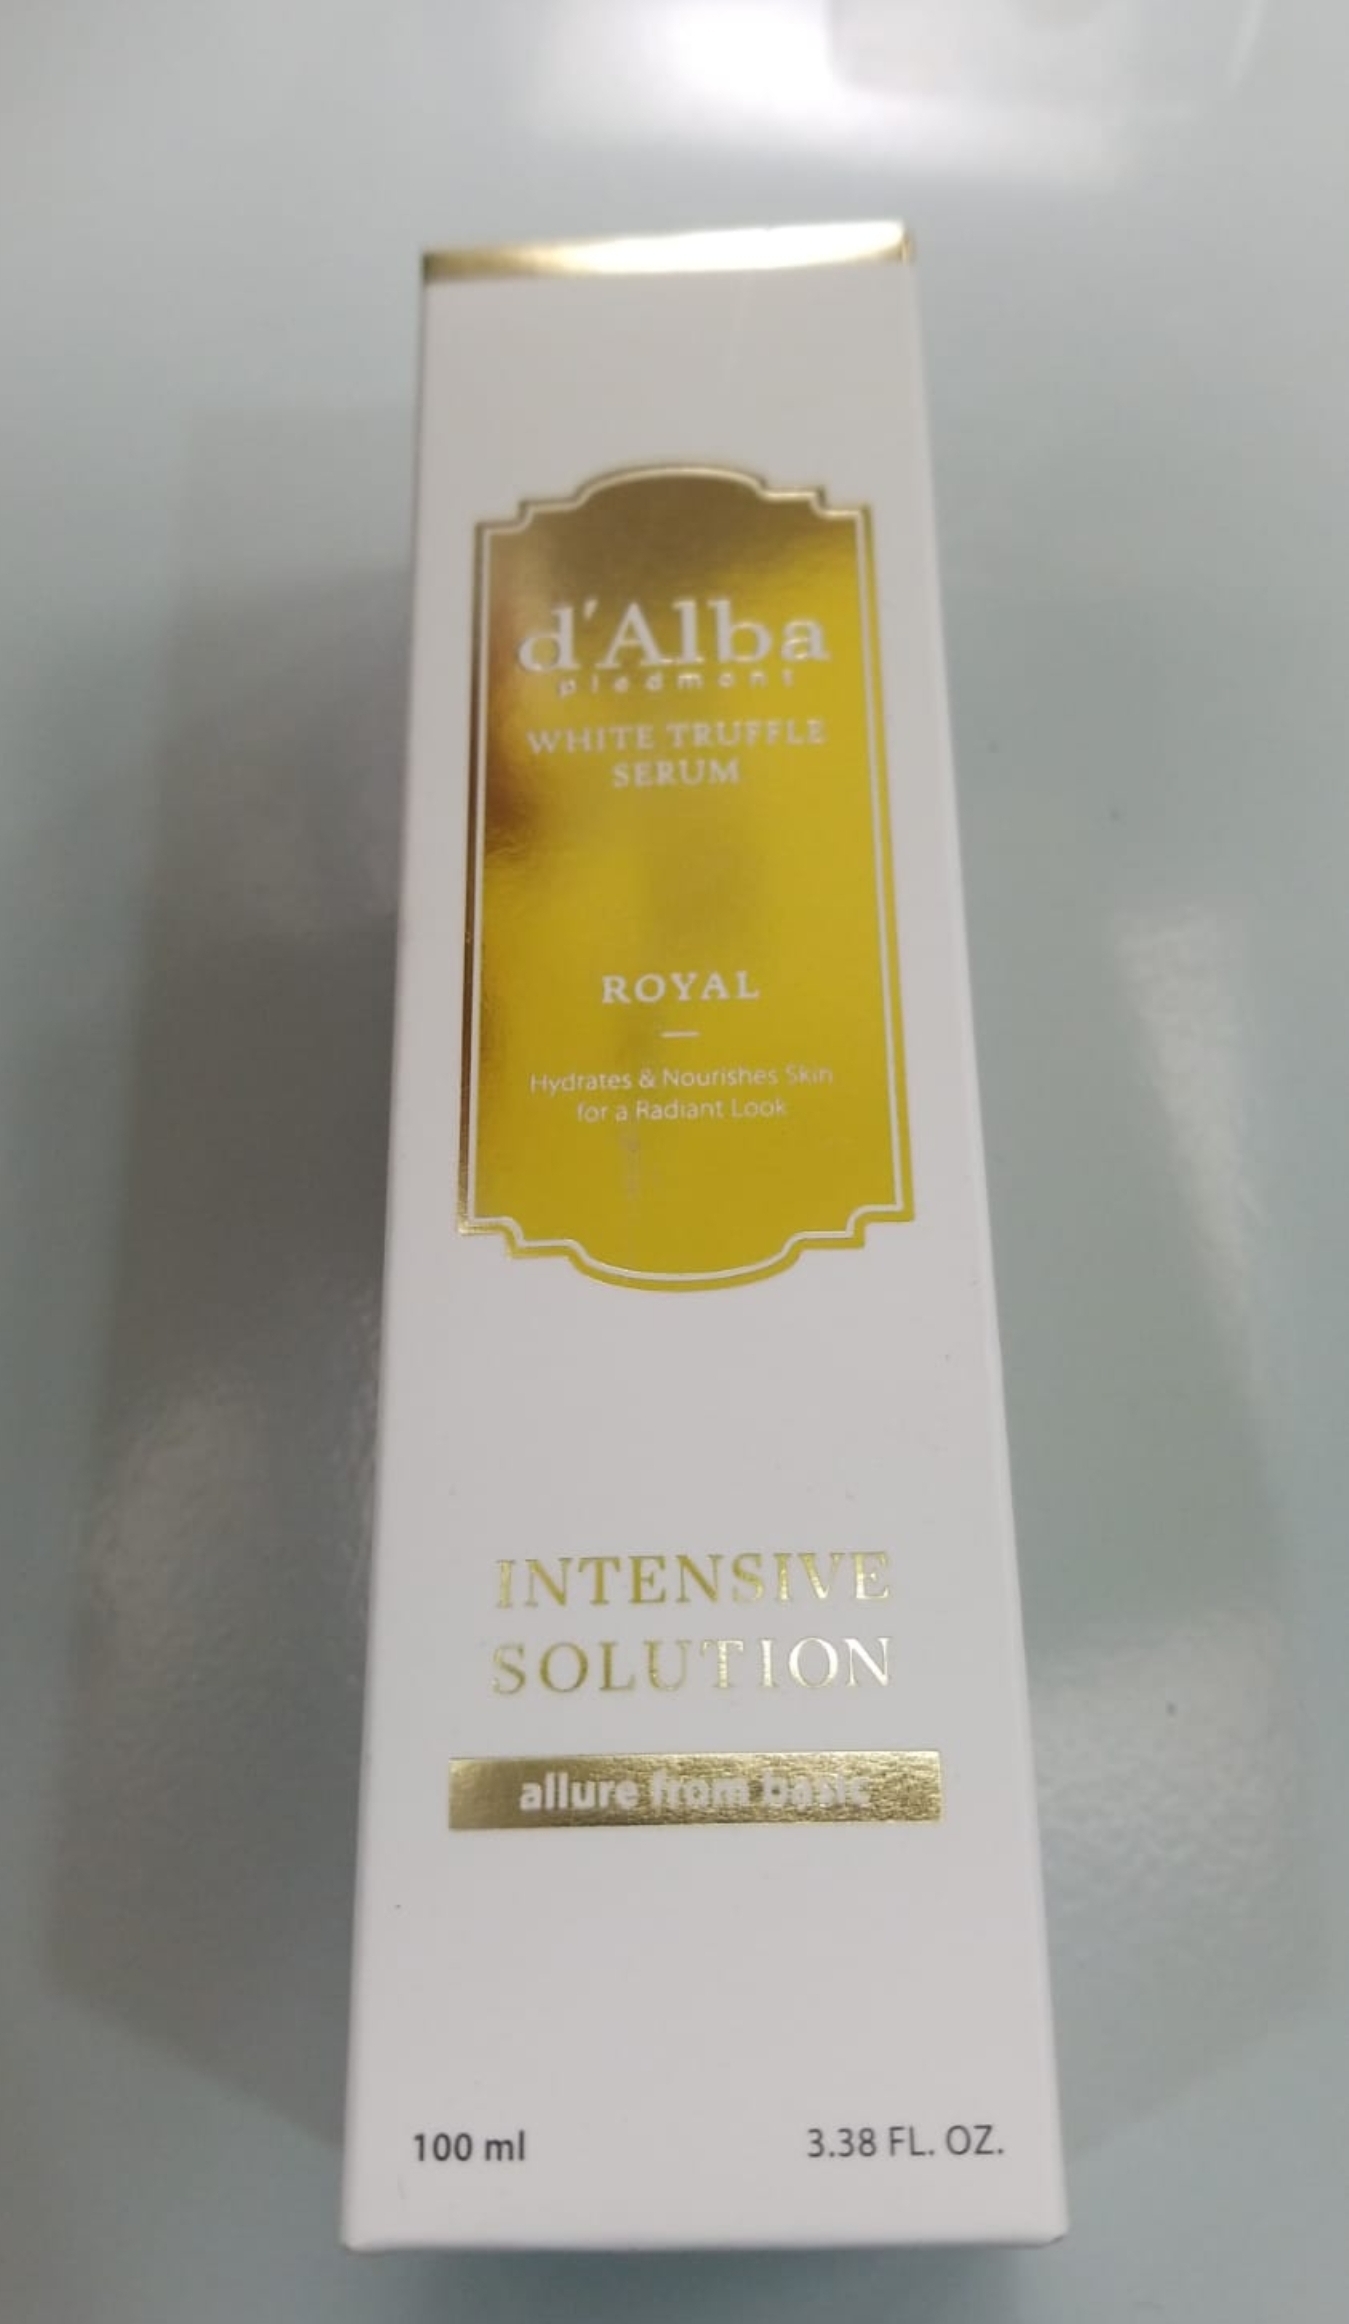 d'Alba
piedmont
WHITE TRUFFLE
SERUM
ROYAL
Hydrates & Nourishes Skin
for a Radiant Look
INTENSIVE
SOLUTION
allure from basic
100 ml 3.38 FL. OZ.